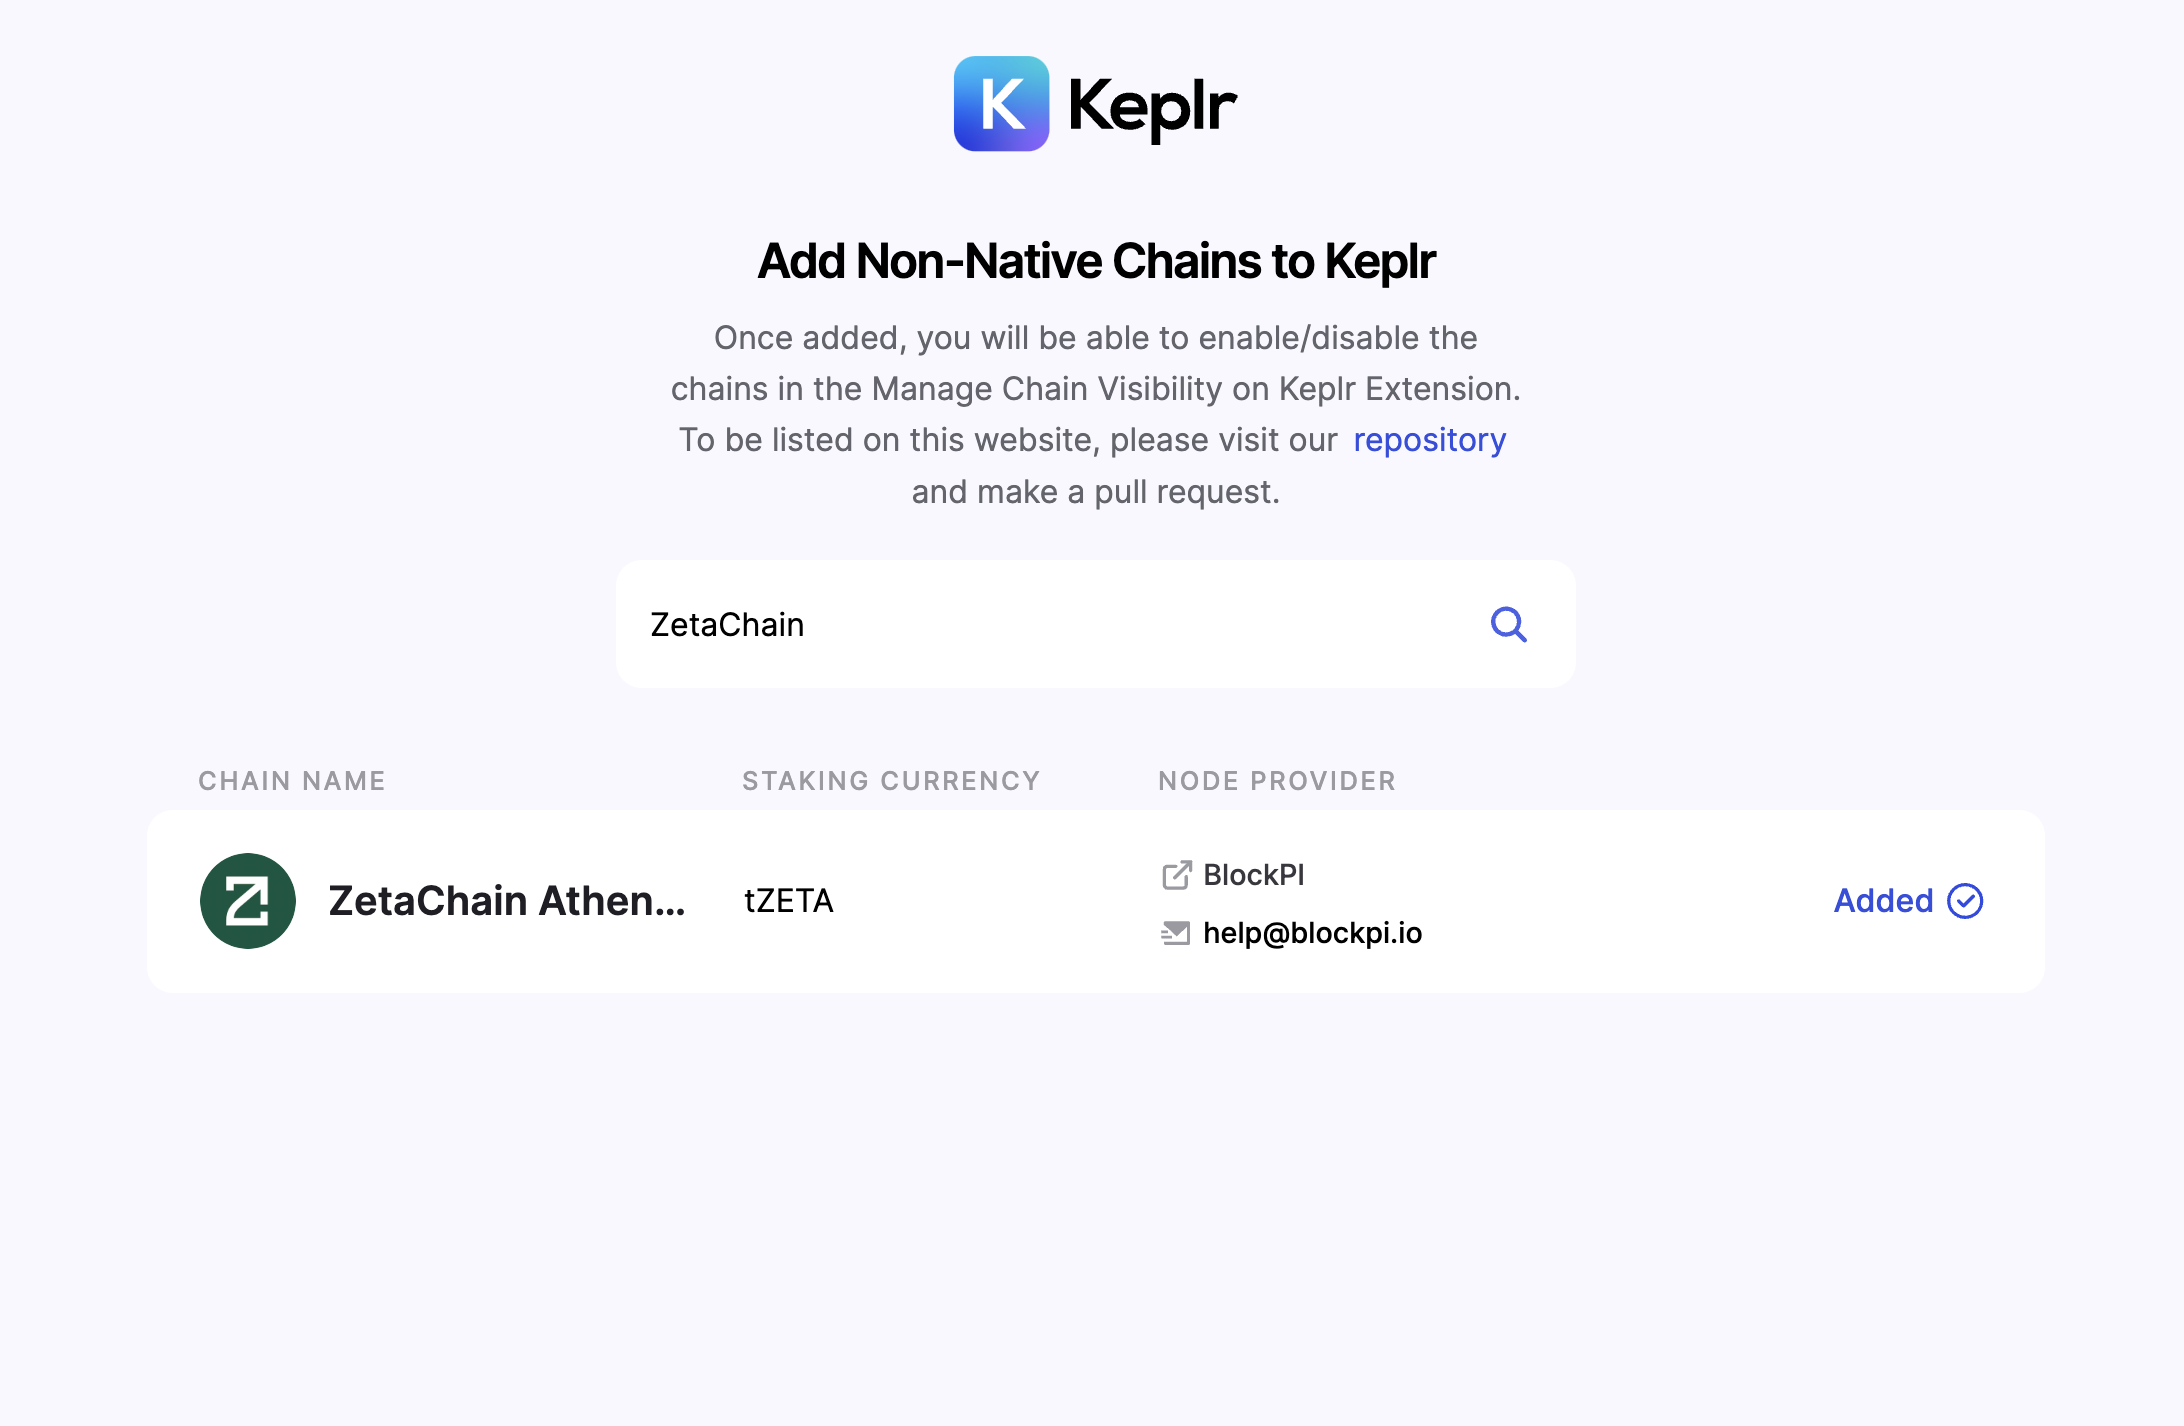 K Keplr
Add Non-Native Chains to Keplr
Once added, you will be able to enable/disable the
chains in the Manage Chain Visibility on Keplr Extension.
To be listed on this website, please visit our repository
and make a pull request.
ZetaChain
CHAIN NAME STAKING CURRENCY NODE PROVIDER
ZetaChain Athen... tZETA BlockPI
help@blockpi.io
Added